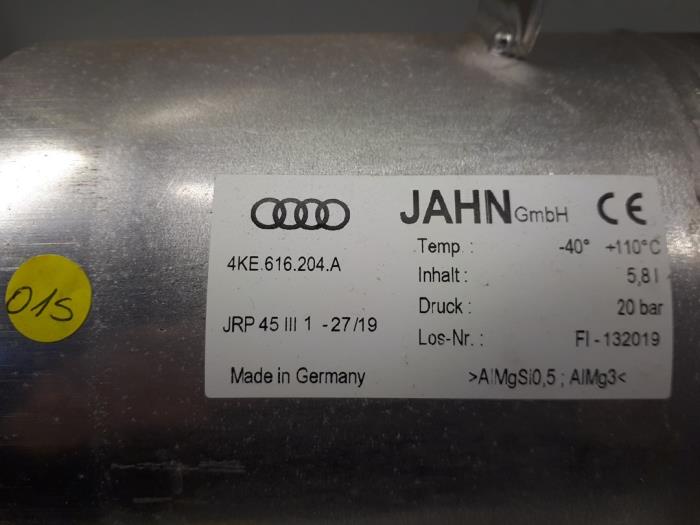 JAHN GmbH CE
4KE.616.204.A
Temp.: -40° +110°C
Inhalt: 5,8 l
Druck: 20 bar
JRP 45 III 1 - 27/19
Los-Nr.: FI - 132019
Made in Germany
>AlMgSi0,5 ; AlMg3<
015